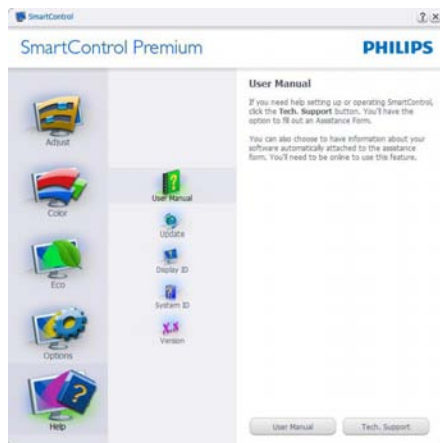 SmartControl
SmartControl Premium
PHILIPS
Adjust
Color
Eco
Options
Help
User Manual
Update
Display ID
System ID
X.X
Version
User Manual
If you need help setting up or operating SmartControl,
click the Tech. Support button. You'll have the
option to fill out an Assistance Form.
You can also choose to have information about your
software automatically attached to the assistance
form. You'll need to be online to use this feature.
User Manual
Tech. Support